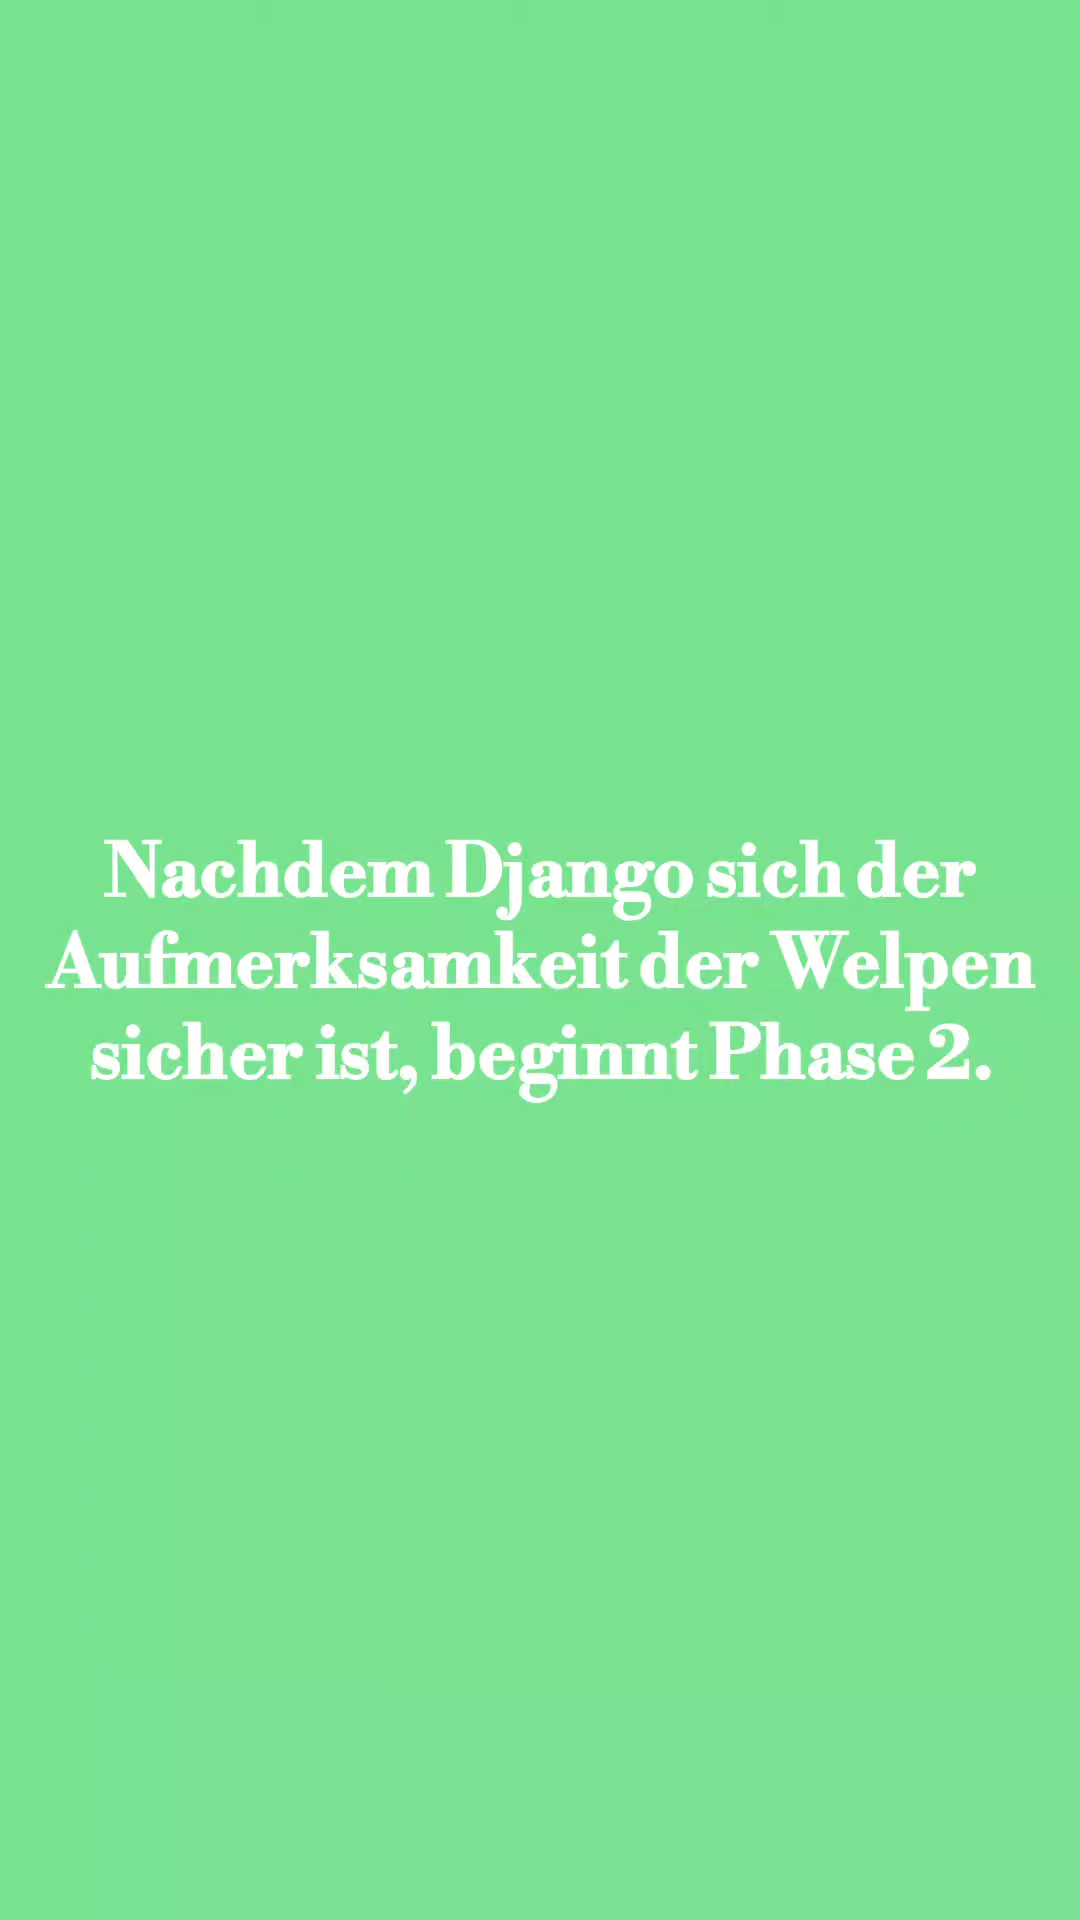 Nachdem Django sich der
Aufmerksamkeit der Welpen
sicher ist, beginnt Phase 2.